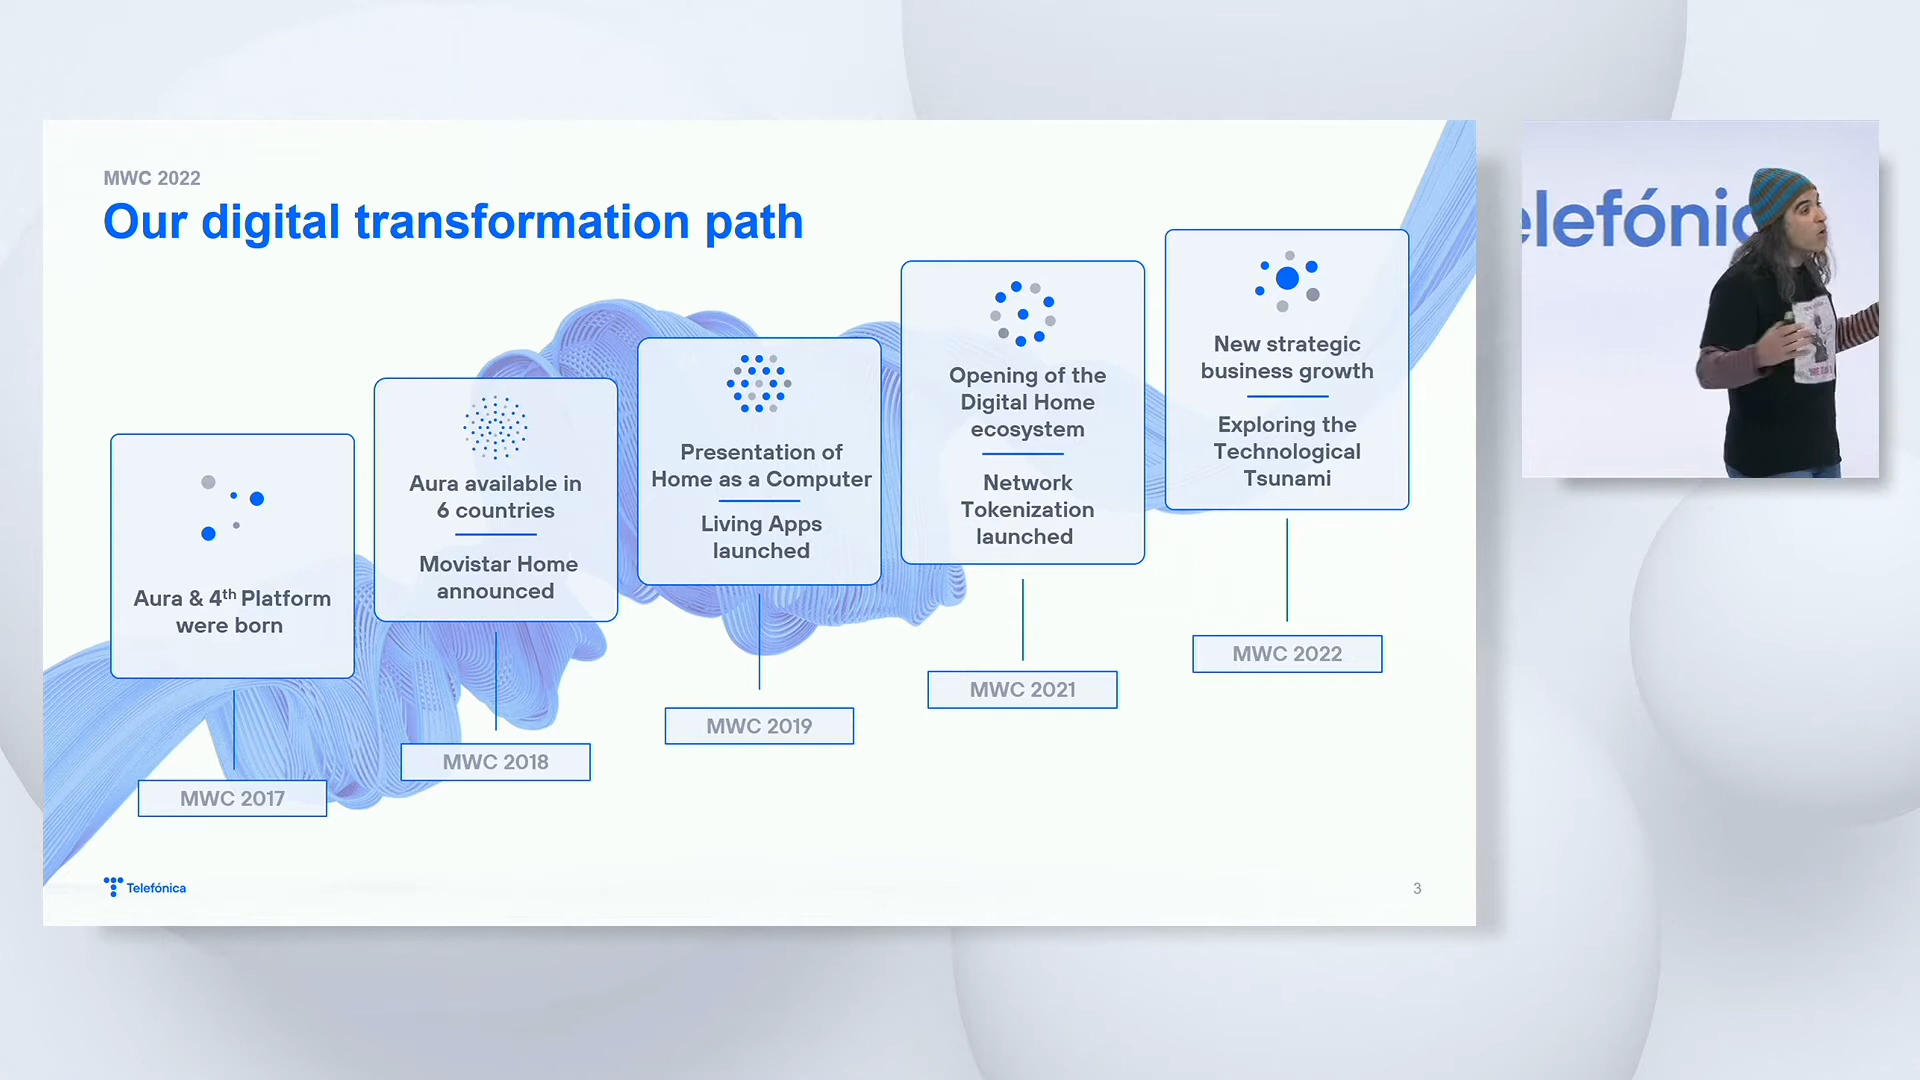 MWC 2022
Our digital transformation path
Aura & 4th Platform
were born
MWC 2017
Aura available in
6 countries
Movistar Home
announced
MWC 2018
Presentation of
Home as a Computer
Living Apps
launched
MWC 2019
Opening of the
Digital Home
ecosystem
Network
Tokenization
launched
MWC 2021
New strategic
business growth
Exploring the
Technological
Tsunami
MWC 2022
Telefónica
3
elefónic